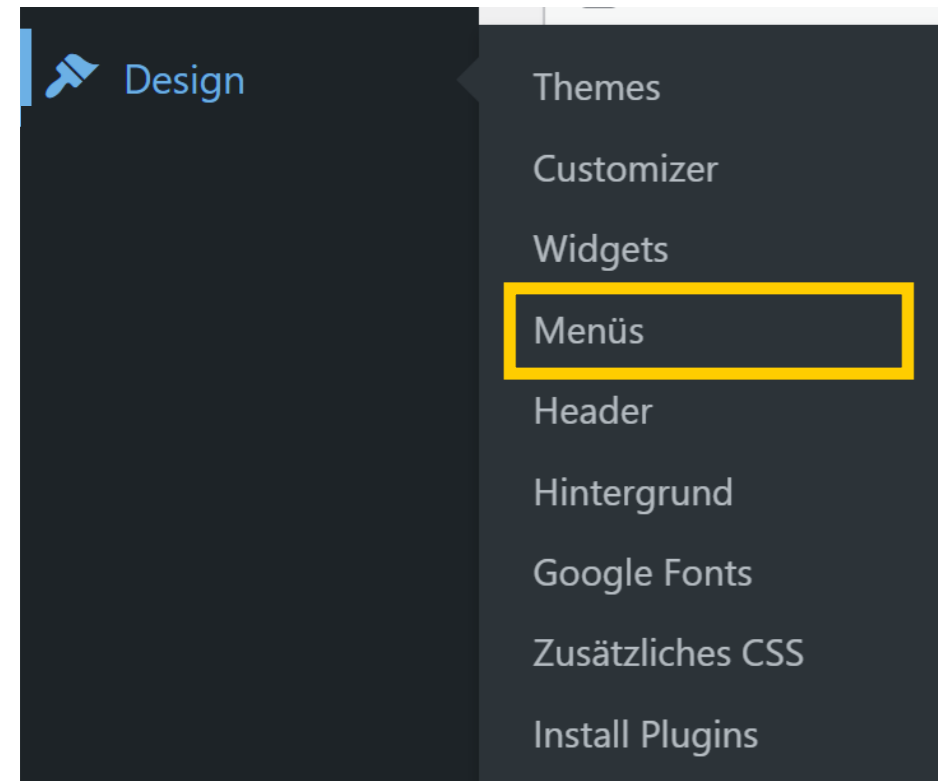 Design
Themes
Customizer
Widgets
Menüs
Header
Hintergrund
Google Fonts
Zusätzliches CSS
Install Plugins